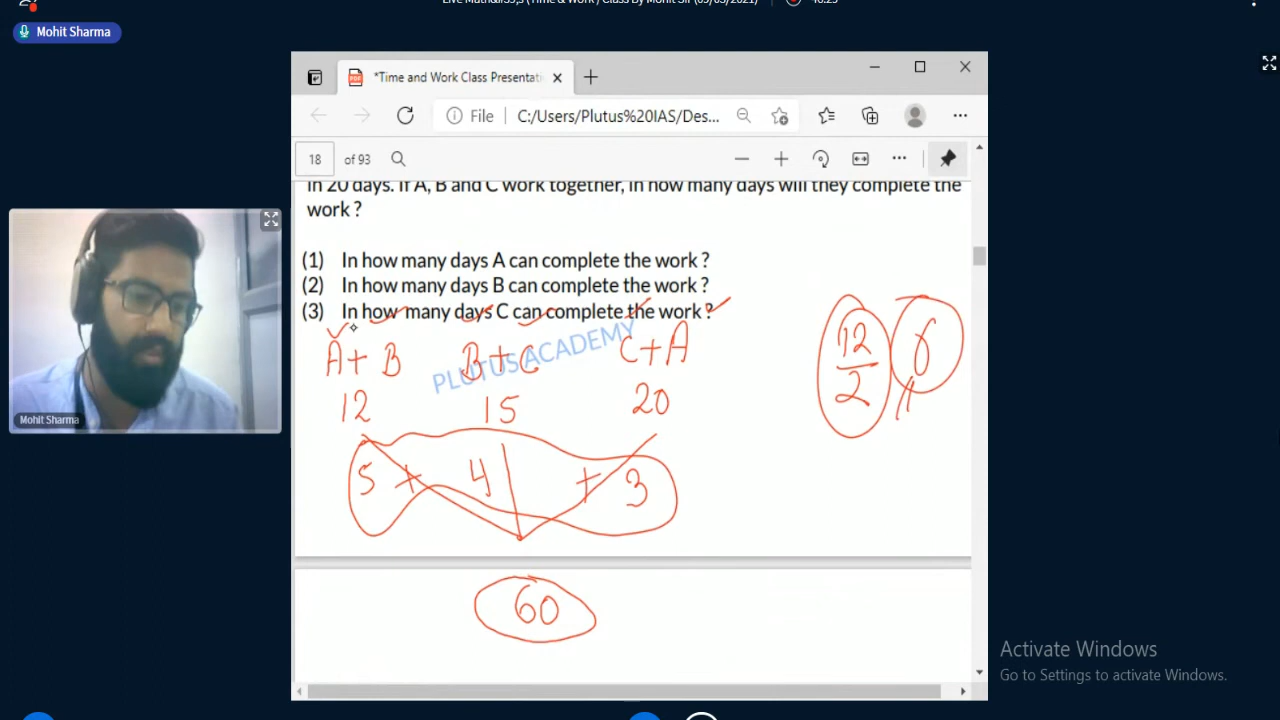 Mohit Sharma
*Time and Work Class Presentati
File C:/Users/Plutus%20IAS/Des...
18 of 93
in 20 days. If A, B and C work together, in how many days will they complete the
work ?
(1) In how many days A can complete the work ?
(2) In how many days B can complete the work ?
(3) In how many days C can complete the work ?
A+ B B+C C+A
PLUTUS ACADEMY
12 15 20
12
2
6
5 + 4 + 3
60
Mohit Sharma
Activate Windows
Go to Settings to activate Windows.